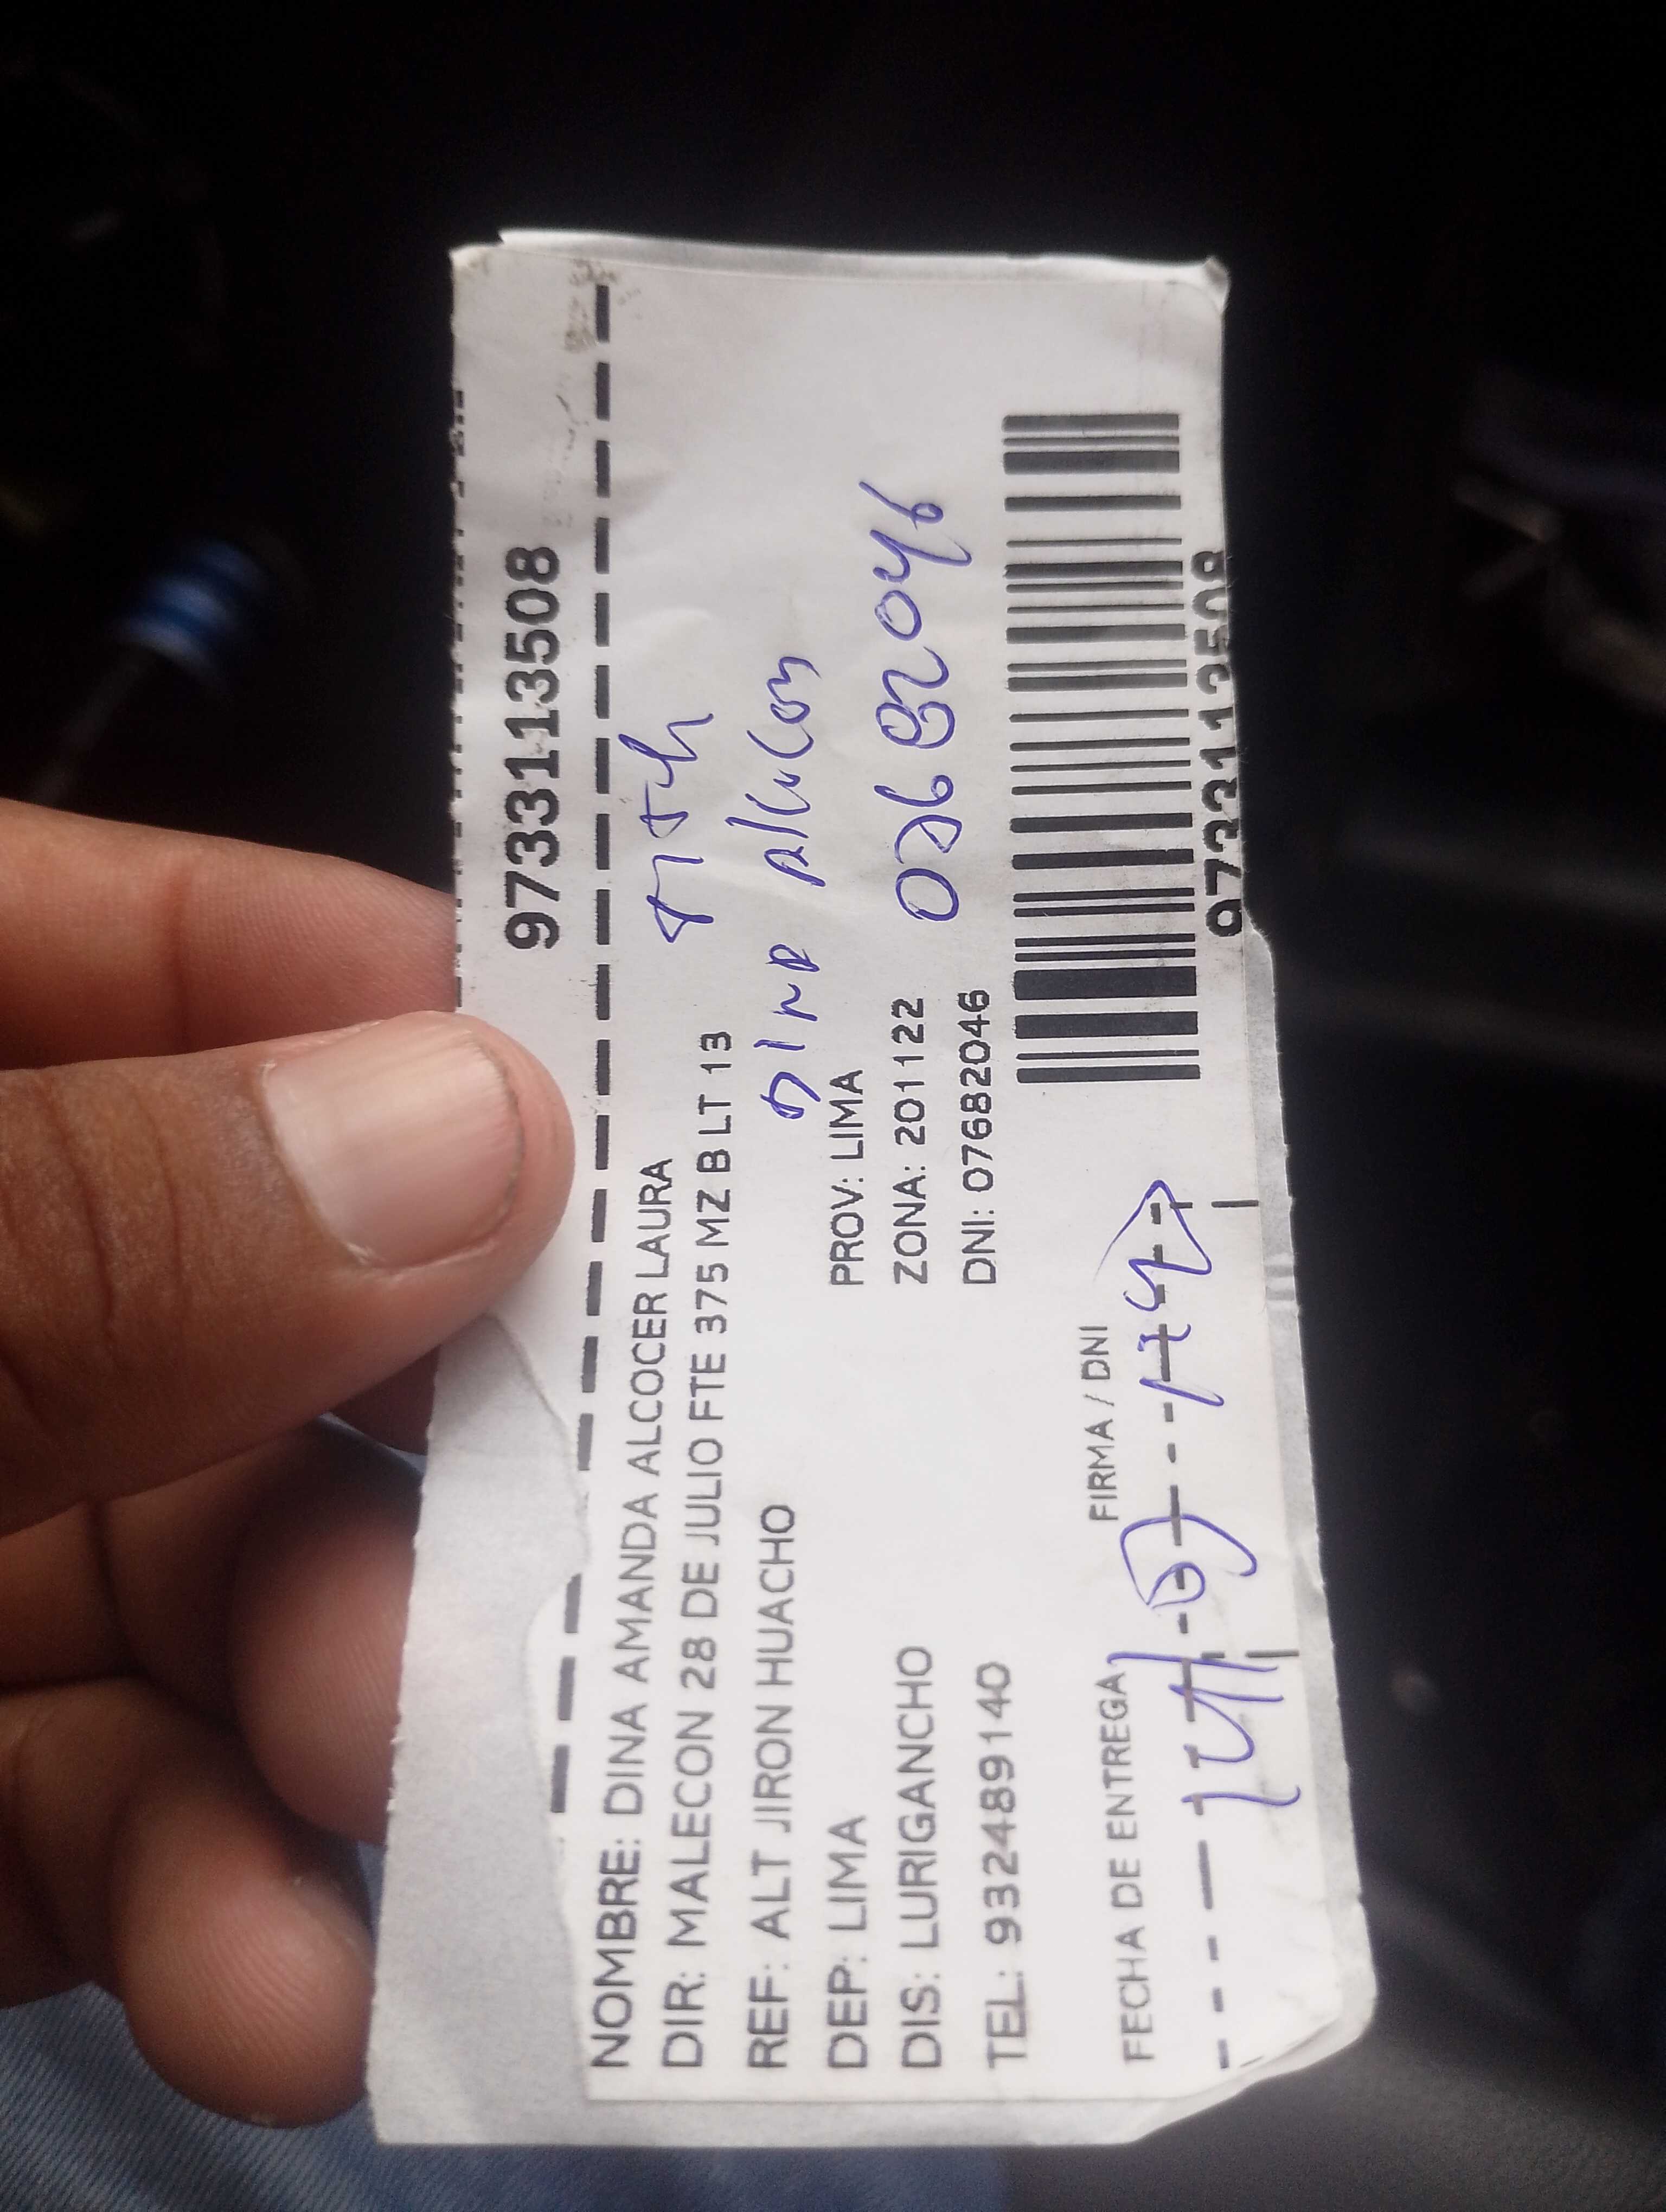 9733113508
NOMBRE: DINA AMANDA ALCOCER LAURA
DIR: MALECON 28 DE JULIO FTE 375 MZ B LT 13
REF: ALT JIRON HUACHO
DINA
DEP: LIMA PROV: LIMA
DIS: LURIGANCHO ZONA: 201122 07682046
TEL: 932489140 DNI: 07682046
FECHA DE ENTREGA FIRMA / DNI
9733113508